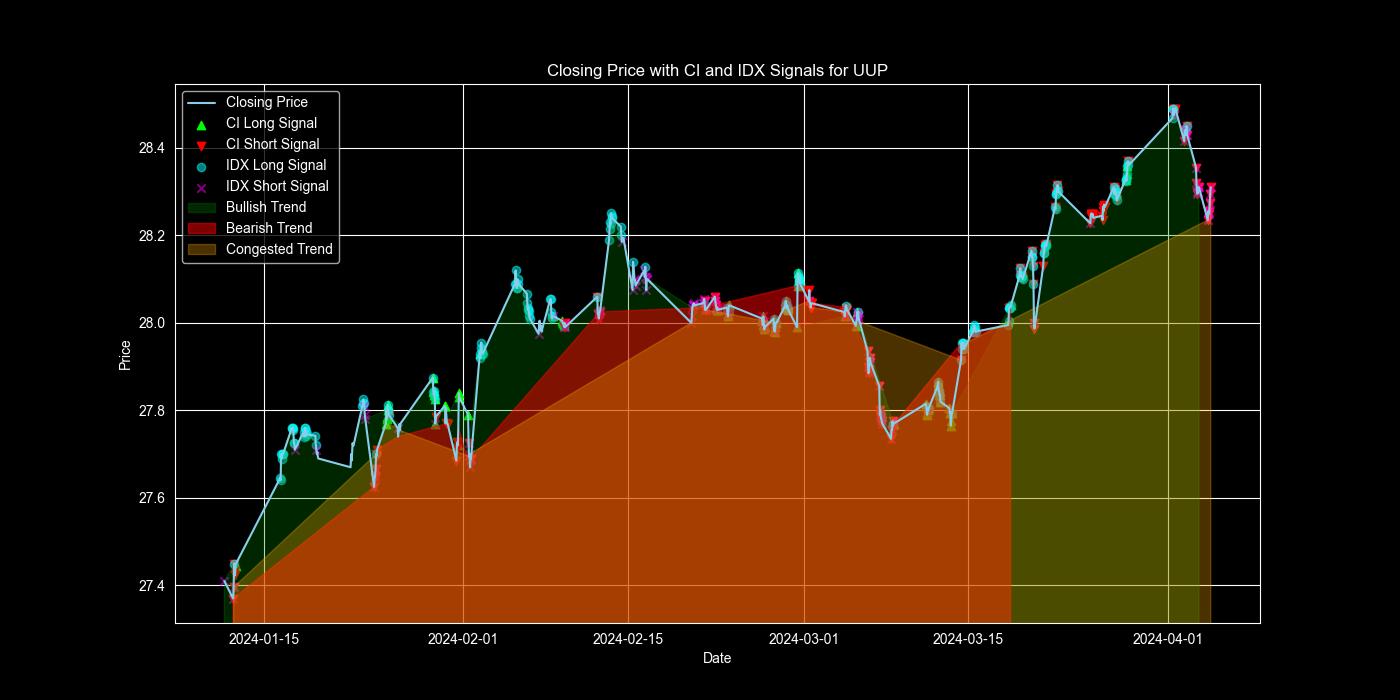 Closing Price with CI and IDX Signals for UUP
Closing Price
CI Long Signal
CI Short Signal
IDX Long Signal
IDX Short Signal
Bullish Trend
Bearish Trend
Congested Trend
28.4
28.2
28.0
27.8
27.6
27.4
Price
2024-01-15 2024-02-01 2024-02-15 2024-03-01 2024-03-15 2024-04-01
Date